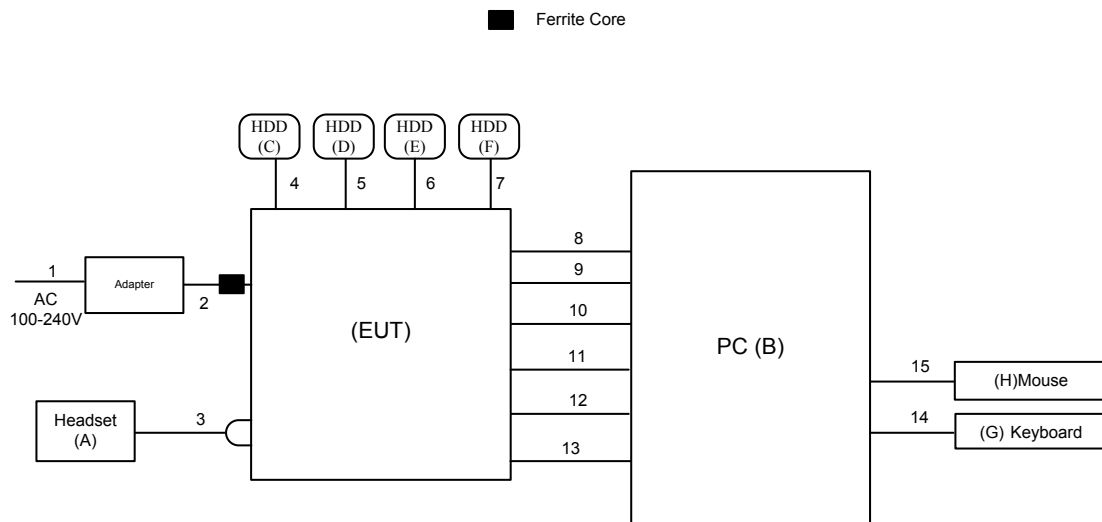 Ferrite Core
HDD
(C)
HDD
(D)
HDD
(E)
HDD
(F)
4
5
6
7
1
AC
100-240V
Adapter
2
(EUT)
8
9
10
11
12
13
PC (B)
Headset
(A)
3
15
(H)Mouse
14
(G) Keyboard